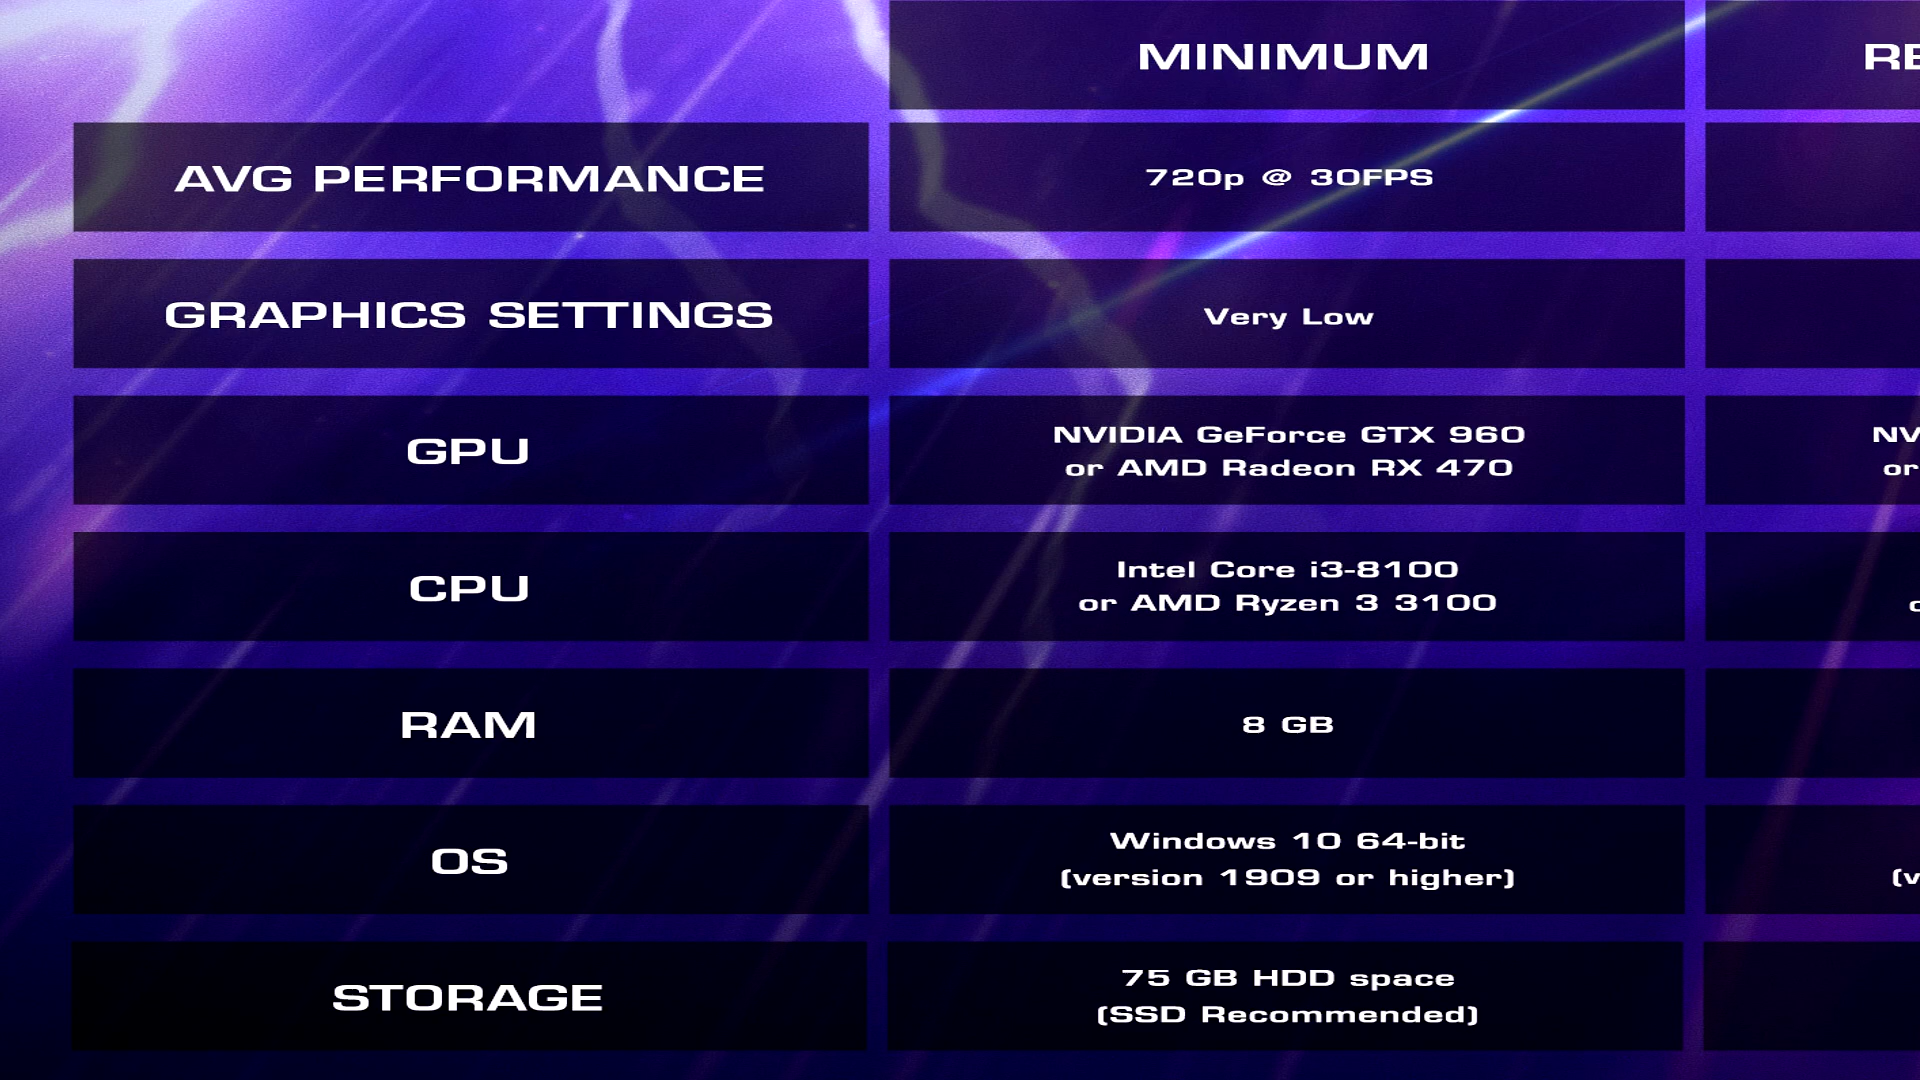 MINIMUM
AVG PERFORMANCE
720p @ 30FPS
GRAPHICS SETTINGS
Very Low
GPU
NVIDIA GeForce GTX 960
or AMD Radeon RX 470
CPU
Intel Core i3-8100
or AMD Ryzen 3 3100
RAM
8 GB
OS
Windows 10 64-bit
(version 1909 or higher)
STORAGE
75 GB HDD space
(SSD Recommended)